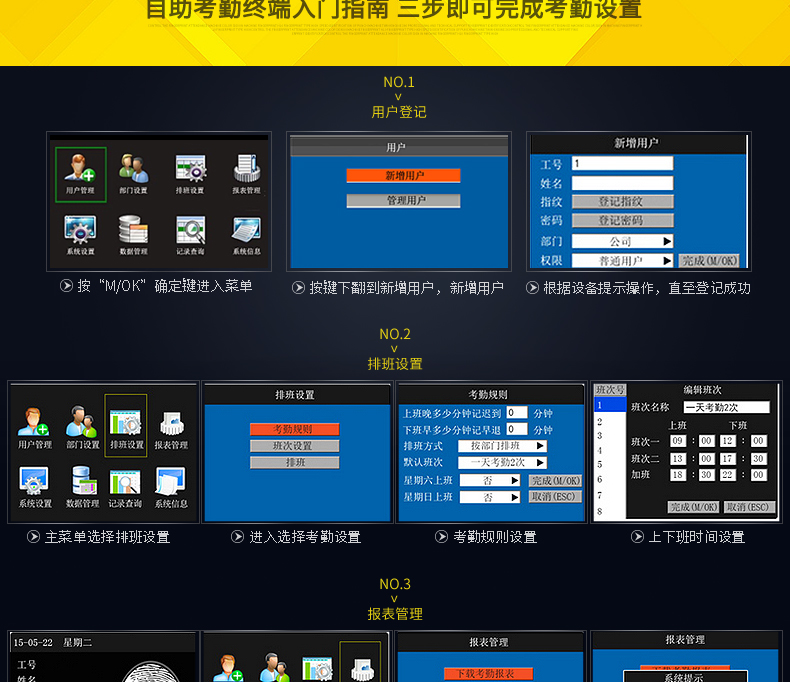 自助考勤终端入门指南 三步即可完成考勤设置
NO.1
用户登记
用户管理 部门设置 排班设置 报表管理
系统设置 数据管理 记录查询 系统信息
用户
新增用户
管理用户
新增用户
工号 1
姓名
指纹 登记指纹
密码 登记密码
部门 公司
权限 普通用户 完成(M/OK)
按“M/OK”确定键进入菜单
按键下翻到新增用户，新增用户
根据设备提示操作，直至登记成功
NO.2
排班设置
用户管理 部门设置 排班设置 报表管理
系统设置 数据管理 记录查询 系统信息
排班设置
考勤规则
班次设置
排班
考勤规则
上班晚多少分钟记迟到 0 分钟
下班早多少分钟记早退 0 分钟
排班方式 按部门排班
默认班次 一天考勤2次
星期六上班 否 完成(M/OK)
星期日上班 否 取消(ESC)
班次号 编辑班次
1
2
3
4
5
6
7
8
班次名称 一天考勤2次
上班 下班
班次一 09 : 00 12 : 00
班次二 13 : 00 17 : 30
加班 18 : 30 22 : 00
完成(M/OK) 取消(ESC)
主菜单选择排班设置
进入选择考勤设置
考勤规则设置
上下班时间设置
NO.3
报表管理
15-05-22 星期二
工号
姓名
报表管理
下载考勤报表
报表管理
下载考勤报表
系统提示